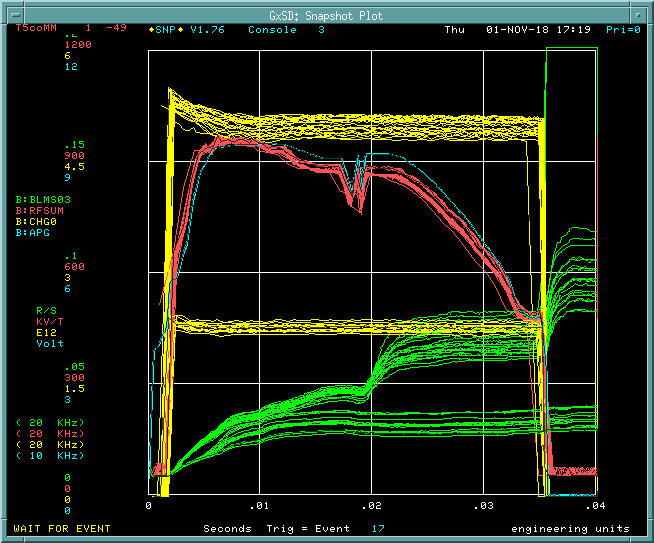 GxSD: Snapshot Plot
T5coMM 1 -49 ◆SNP◆ V1.76 Console 3 Thu 01-NOV-18 17:19 Pri=0
.2
1200
6
12
.15
900
4.5
9
B:BLMS03
B:RFSUM
B:CHG0
B:APG
.1
600
3
6
R/S
KV/T
E12
Volt
.05
300
1.5
3
( 20 KHz)
( 20 KHz)
( 20 KHz)
( 10 KHz)
0
0
0
0
0 .01 .02 .03 .04
WAIT FOR EVENT Seconds Trig = Event 17 engineering units